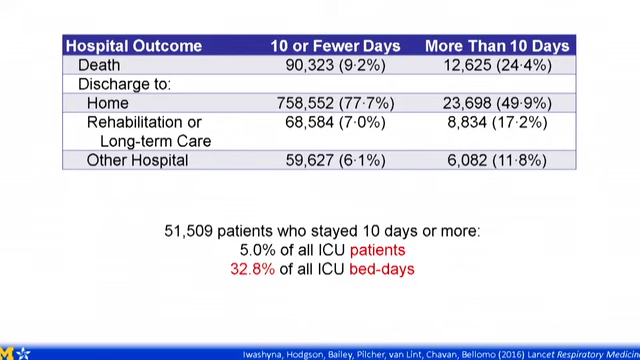 Hospital Outcome 10 or Fewer Days More Than 10 Days
Death 90,323 (9·2%) 12,625 (24·4%)
Discharge to:
Home 758,552 (77·7%) 23,698 (49·9%)
Rehabilitation or 68,584 (7·0%) 8,834 (17·2%)
Long-term Care
Other Hospital 59,627 (6·1%) 6,082 (11·8%)
51,509 patients who stayed 10 days or more:
5.0% of all ICU patients
32.8% of all ICU bed-days
Iwashyna, Hodgson, Bailey, Pilcher, van Lint, Chavan, Bellomo (2016) Lancet Respiratory Medicin